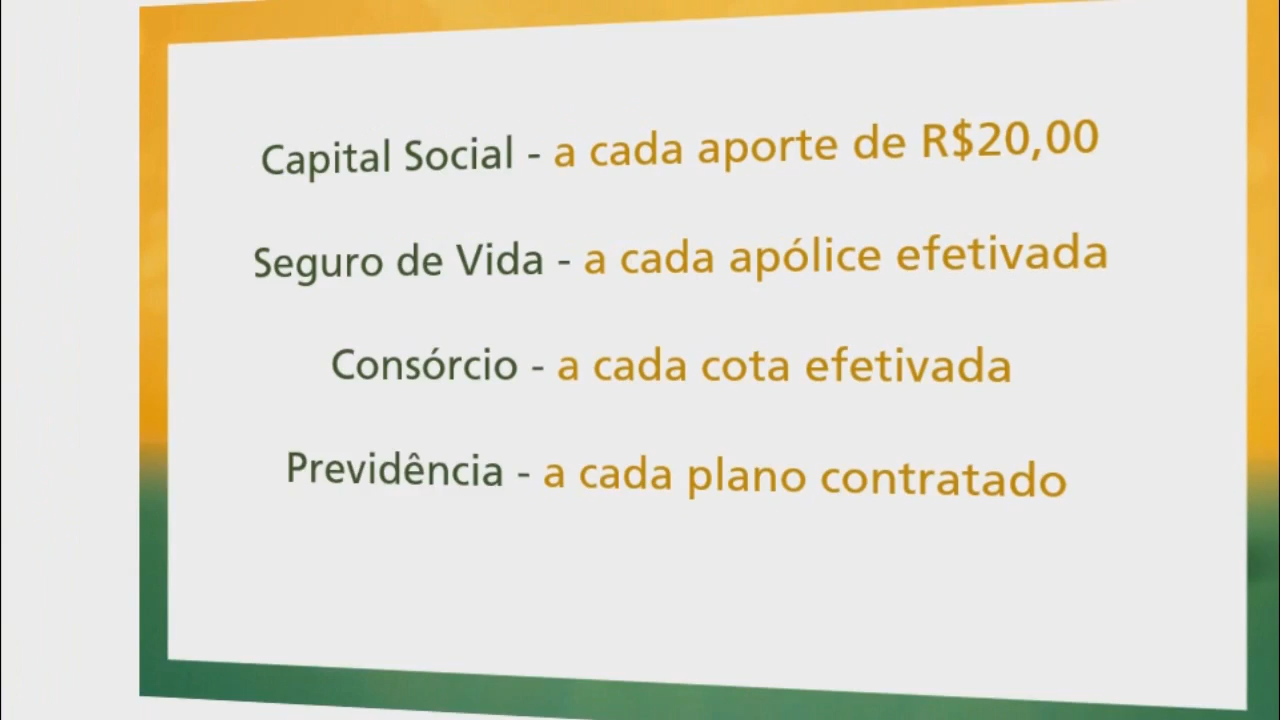 Capital Social - a cada aporte de R$20,00
Seguro de Vida - a cada apólice efetivada
Consórcio - a cada cota efetivada
Previdência - a cada plano contratado